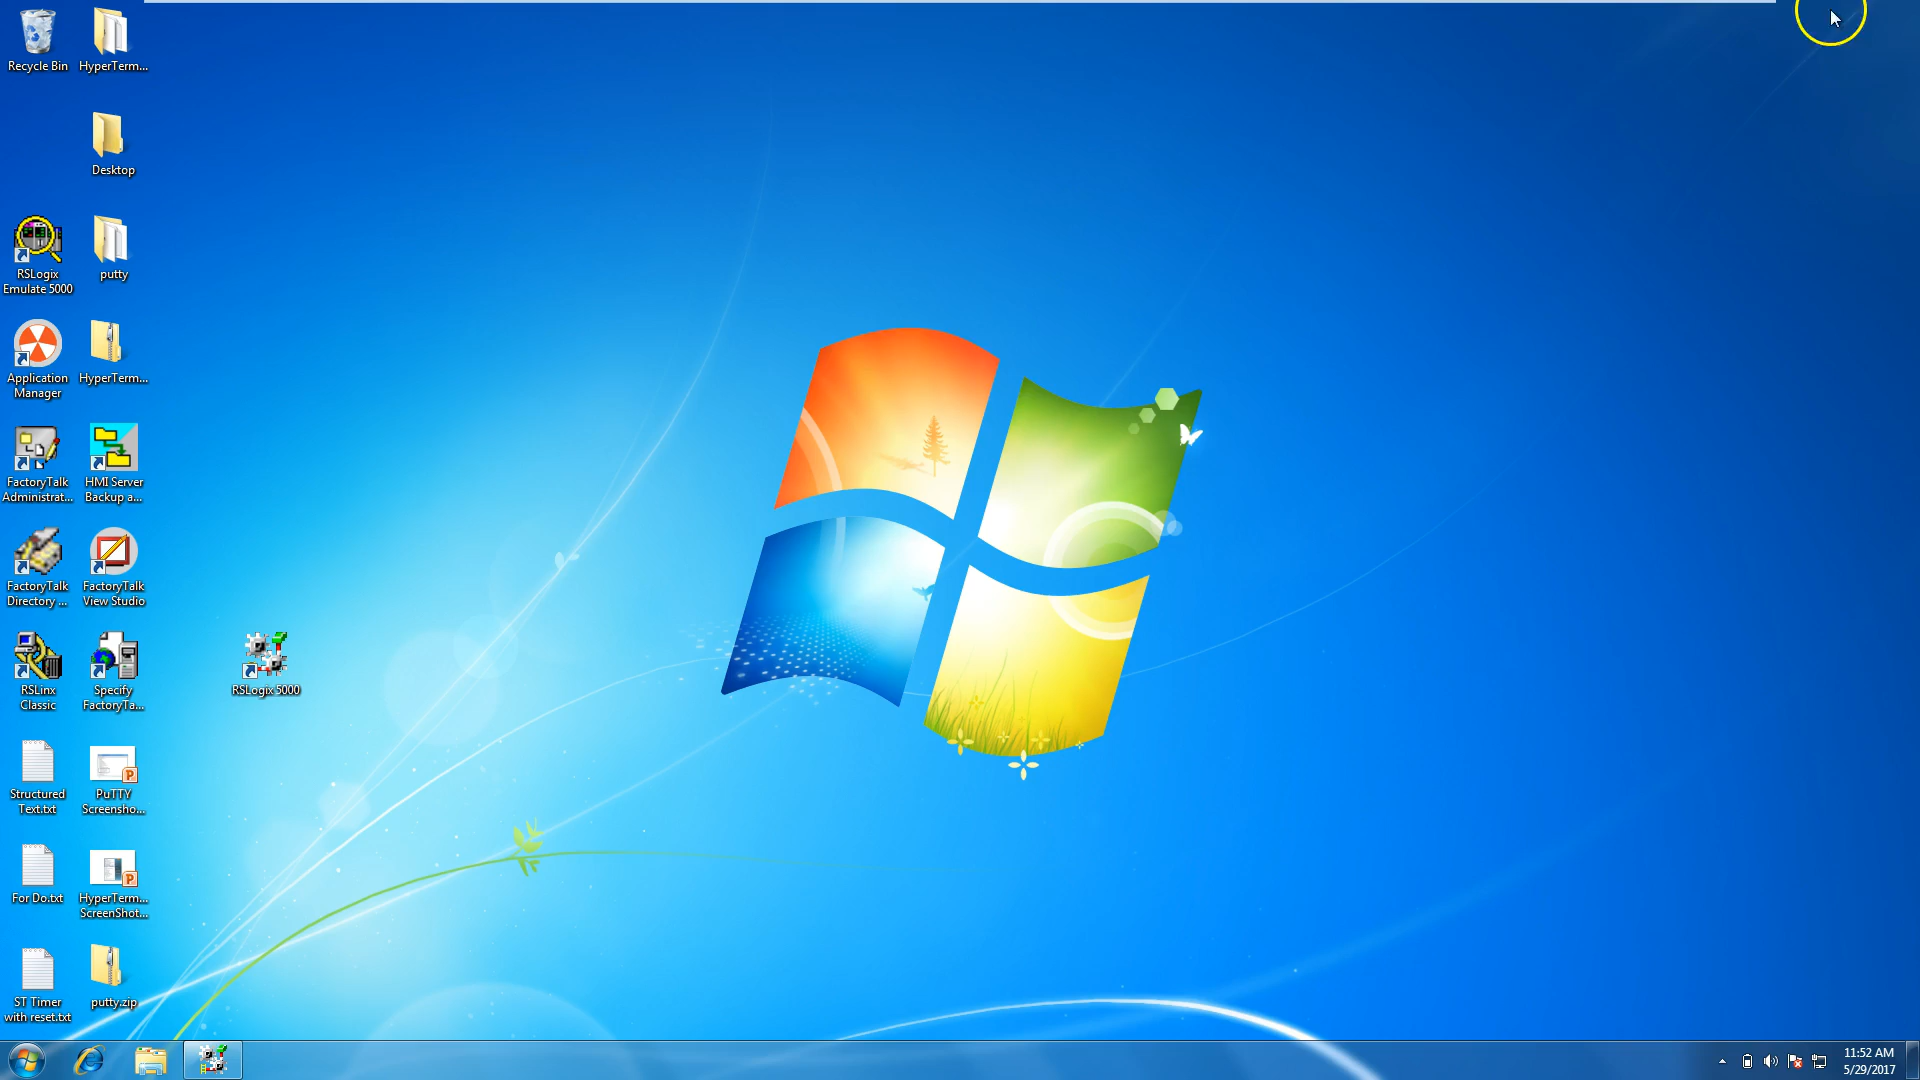 Recycle Bin
HyperTerm...
Desktop
RSLogix
Emulate 5000
putty
Application
Manager
HyperTerm...
FactoryTalk
Administrat...
HMI Server
Backup a...
FactoryTalk
Directory ...
FactoryTalk
View Studio
RSLinx
Classic
Specify
FactoryTa...
RSLogix 5000
Structured
Text.txt
PuTTY
Screensho...
For Do.txt
HyperTerm...
ScreenShot...
ST Timer
with reset.txt
putty.zip
11:52 AM
5/29/2017